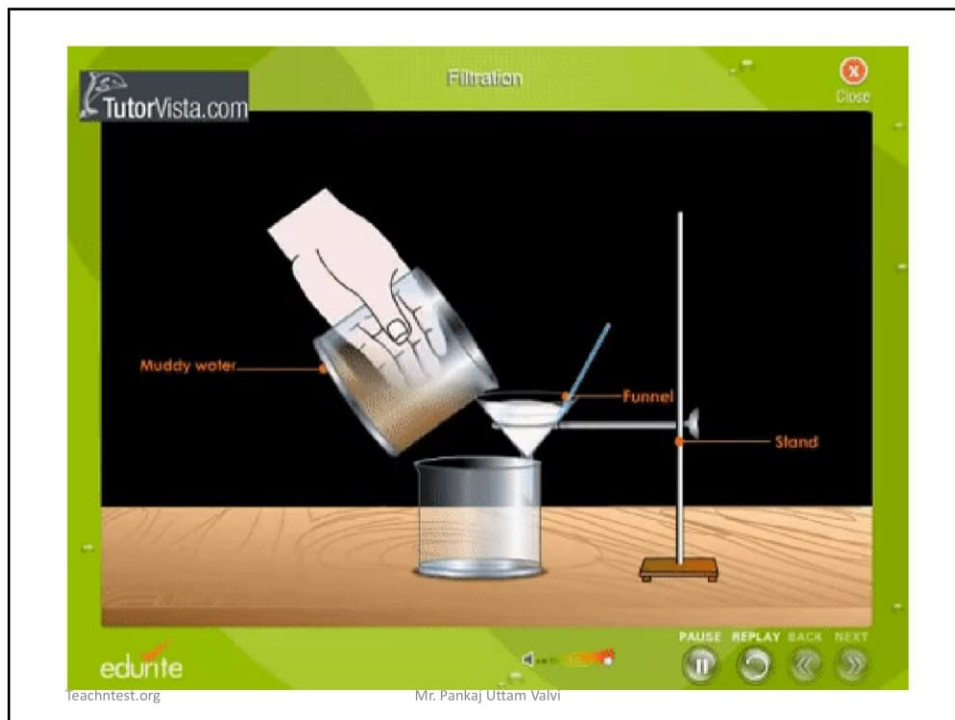 Filtration
TutorVista.com
X
Close
Muddy water
Funnel
Stand
PAUSE REPLAY BACK NEXT
edurite
Teachntest.org
Mr. Pankaj Uttam Valvi